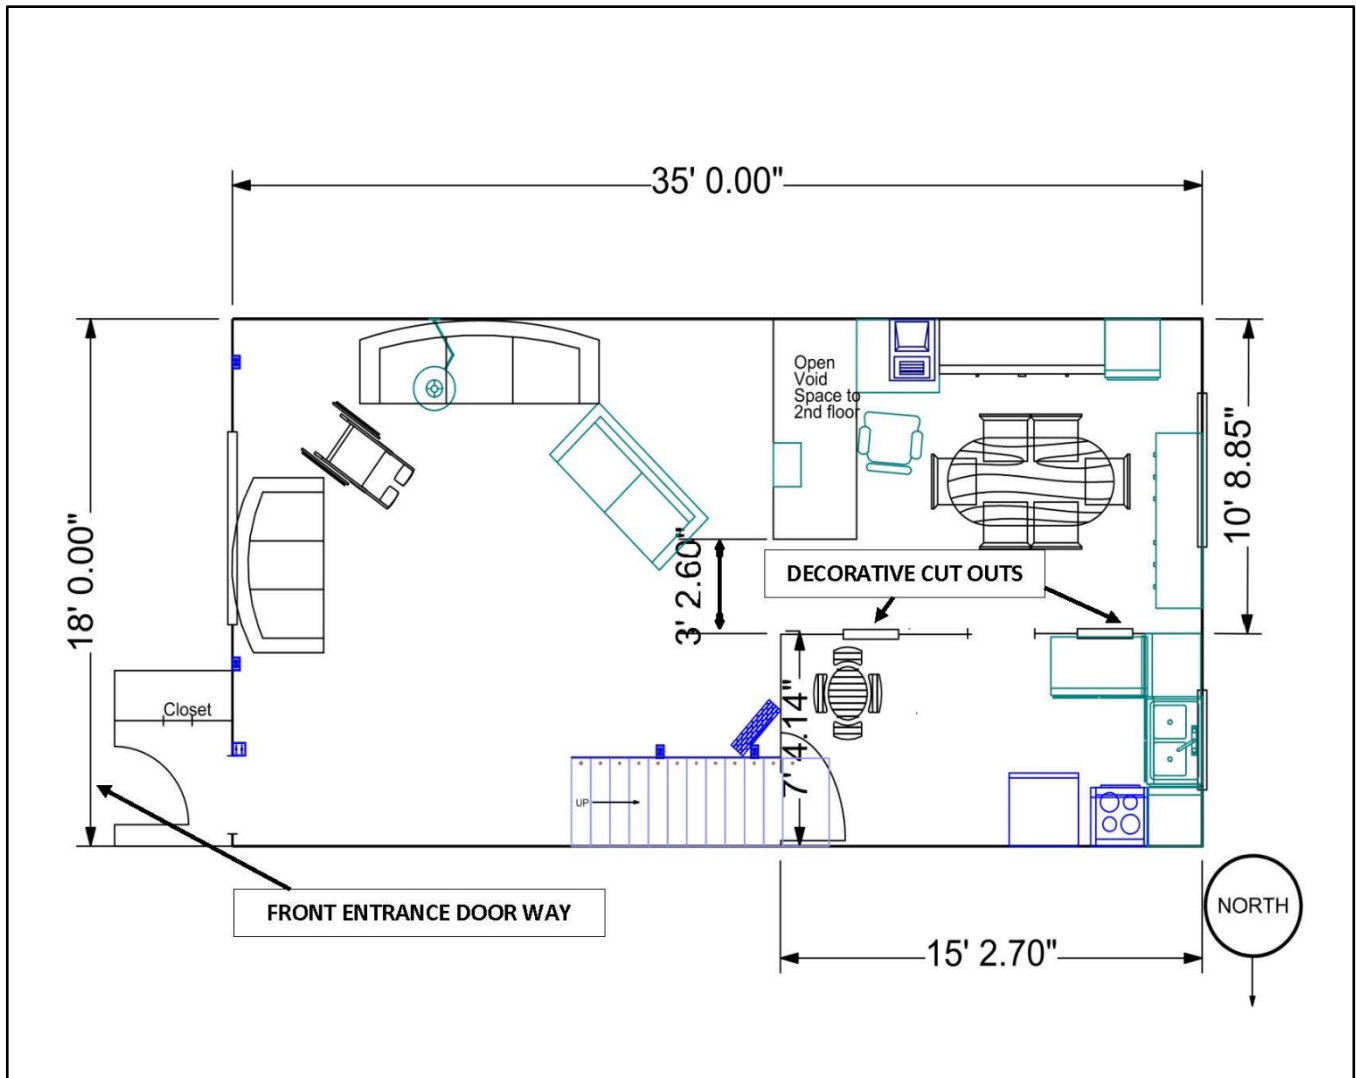 35' 0.00"
Open
Void
Space to
2nd floor
18' 0.00"
10' 8.85"
3' 2.60"
DECORATIVE CUT OUTS
7' 4.14"
Closet
UP
FRONT ENTRANCE DOOR WAY
NORTH
15' 2.70"